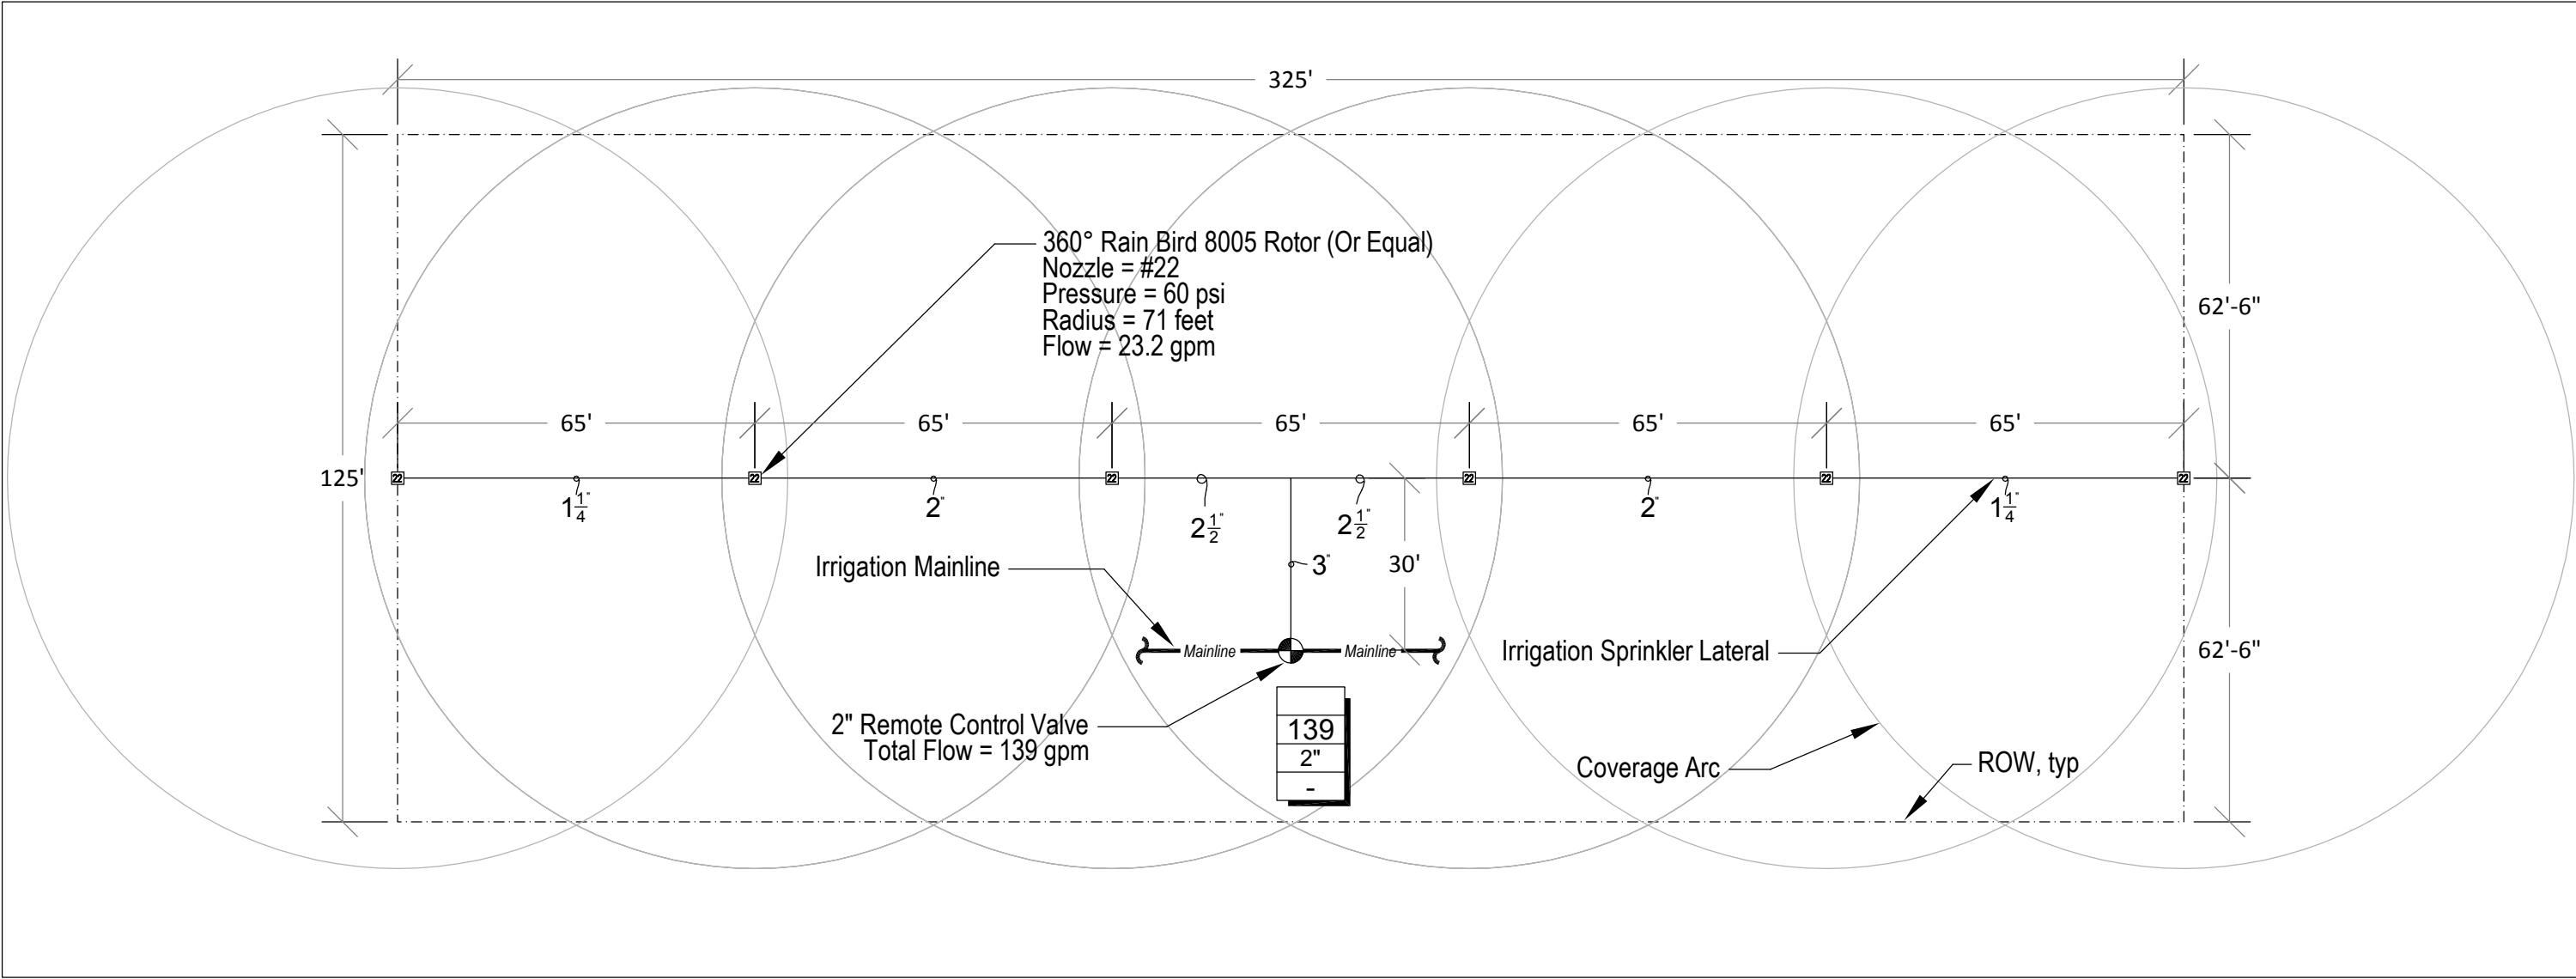 325'
360° Rain Bird 8005 Rotor (Or Equal)
Nozzle = #22
Pressure = 60 psi
Radius = 71 feet
Flow = 23.2 gpm
62'-6"
65' 65' 65' 65' 65'
125'
22 22 22 22 22 22
1 1/4" 2" 2 1/2" 2 1/2" 2" 1 1/4"
Irrigation Mainline
3"
30'
Mainline Mainline
Irrigation Sprinkler Lateral
62'-6"
2" Remote Control Valve
Total Flow = 139 gpm
139
2"
-
Coverage Arc
ROW, typ